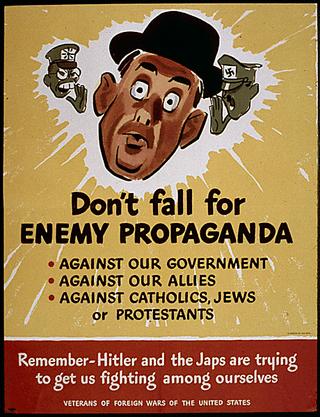 Don't fall for
ENEMY PROPAGANDA
• AGAINST OUR GOVERNMENT
• AGAINST OUR ALLIES
• AGAINST CATHOLICS, JEWS
or PROTESTANTS
Remember-Hitler and the Japs are trying
to get us fighting among ourselves
VETERANS OF FOREIGN WARS OF THE UNITED STATES